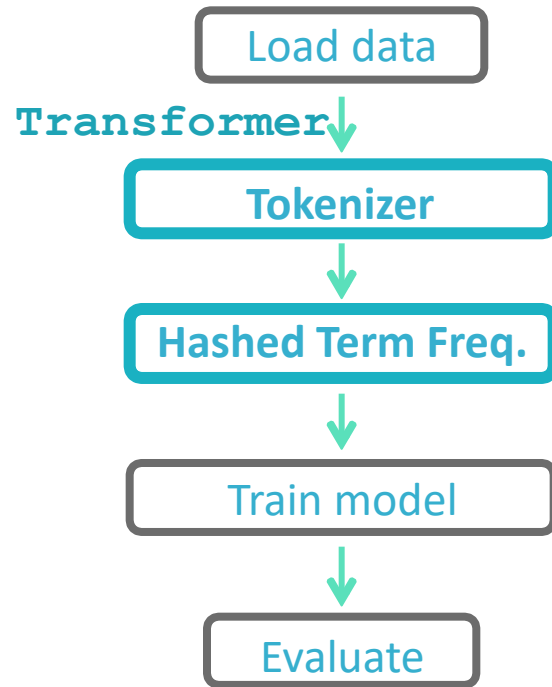 Load data
Transformer
Tokenizer
Hashed Term Freq.
Train model
Evaluate